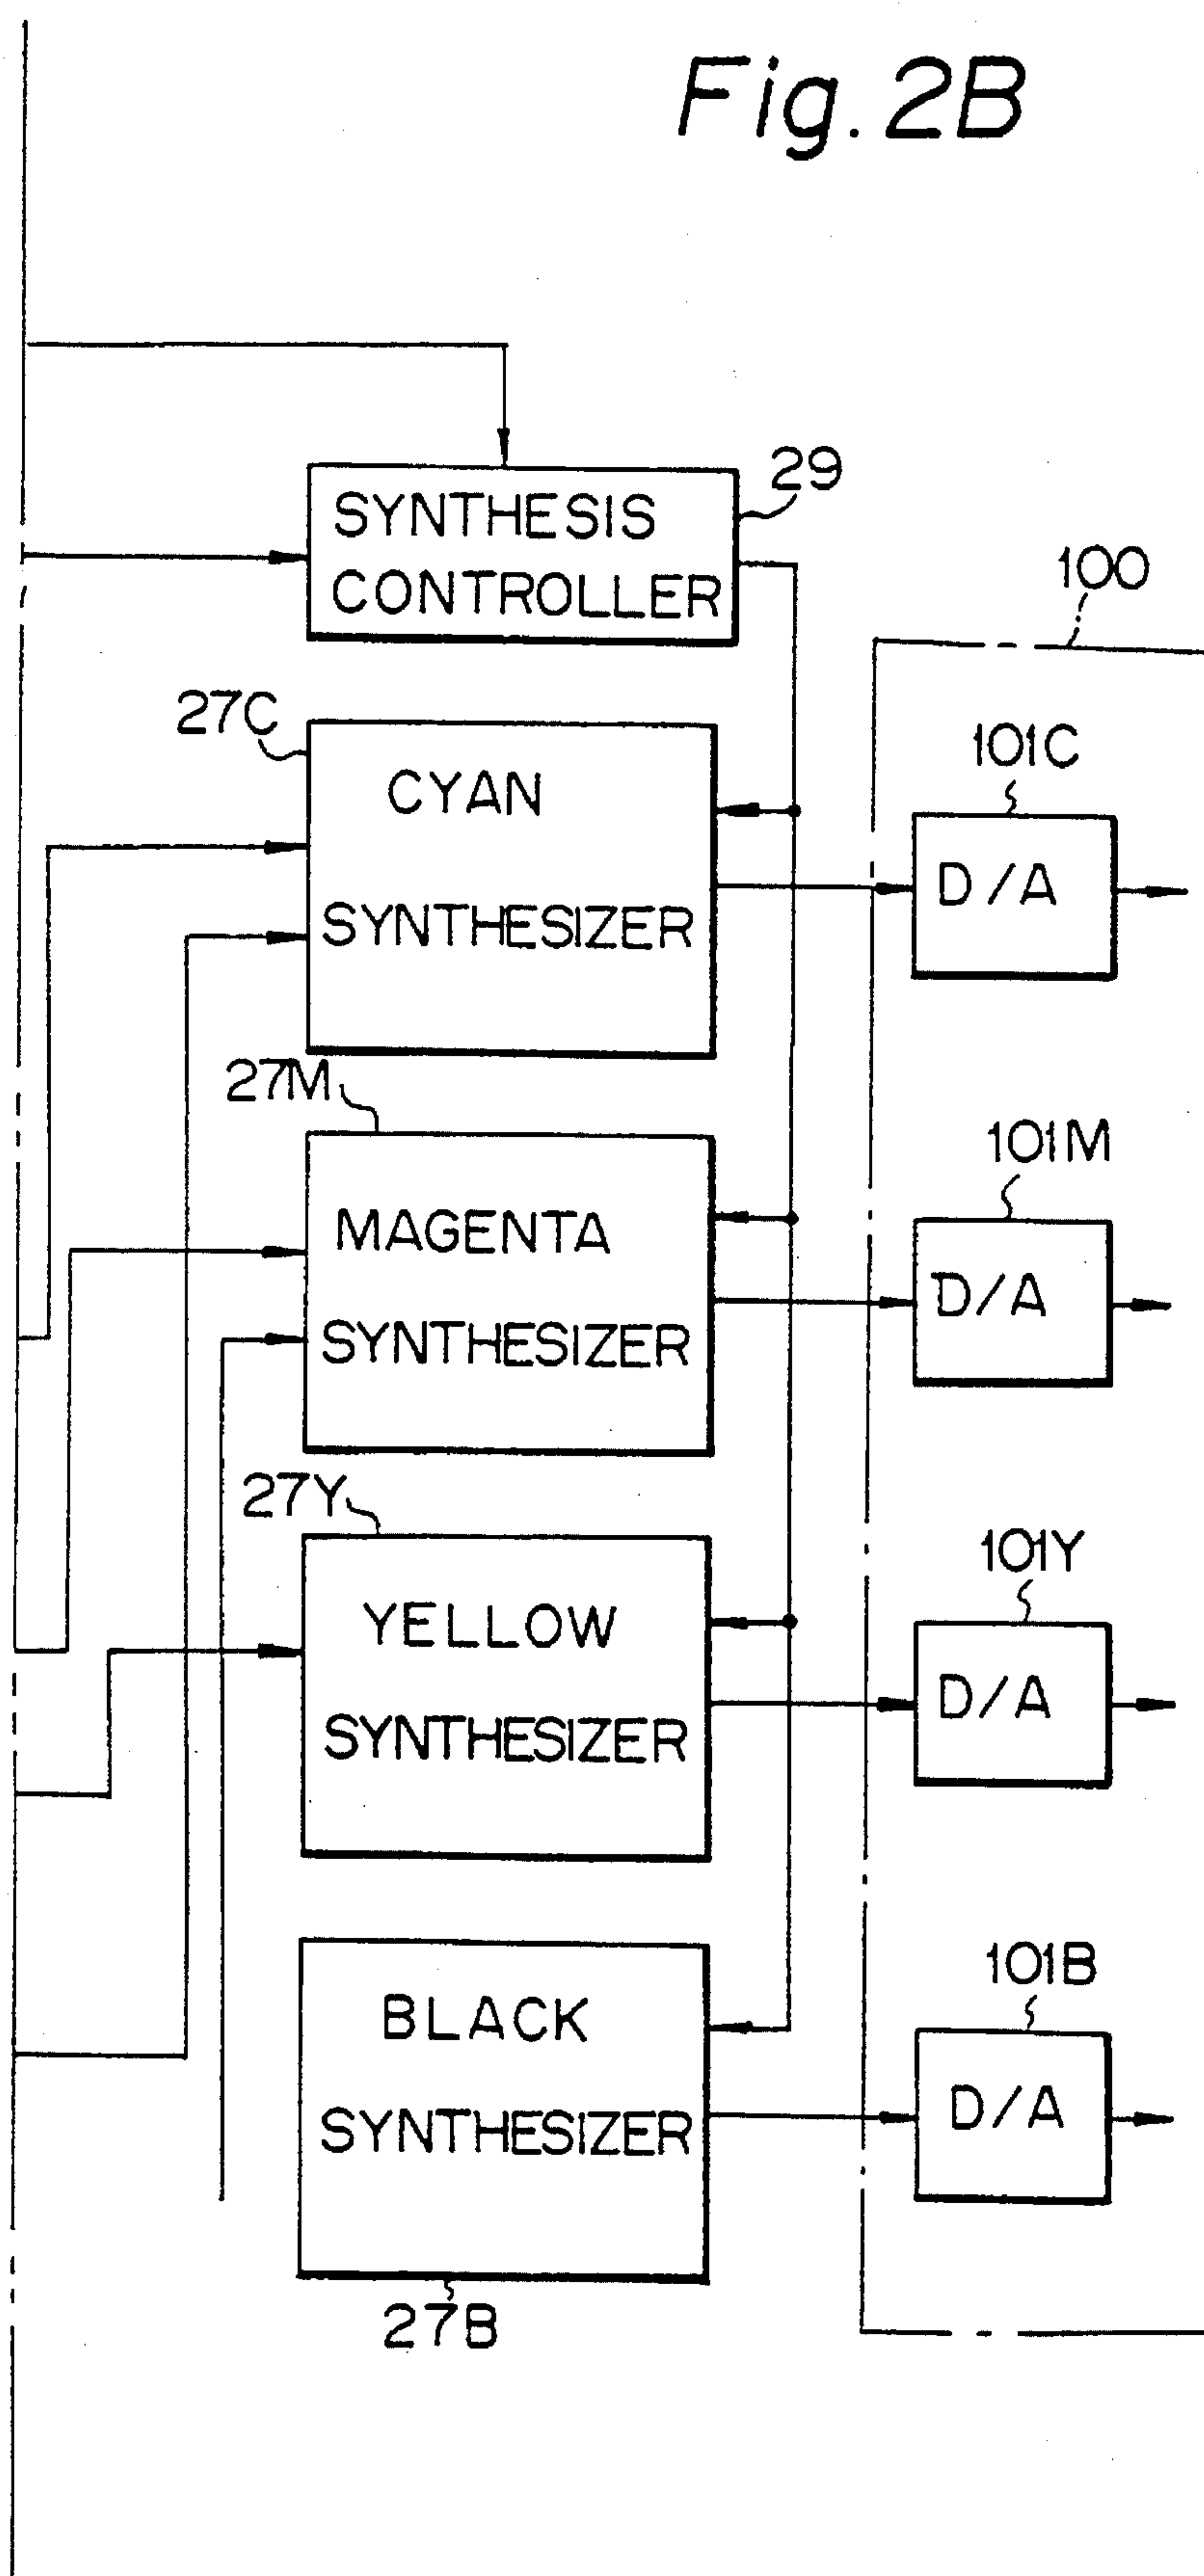 Fig. 2B
29
SYNTHESIS
CONTROLLER
100
27C
CYAN
SYNTHESIZER
101C
D/A
27M
MAGENTA
SYNTHESIZER
101M
D/A
27Y
YELLOW
SYNTHESIZER
101Y
D/A
BLACK
SYNTHESIZER
27B
101B
D/A